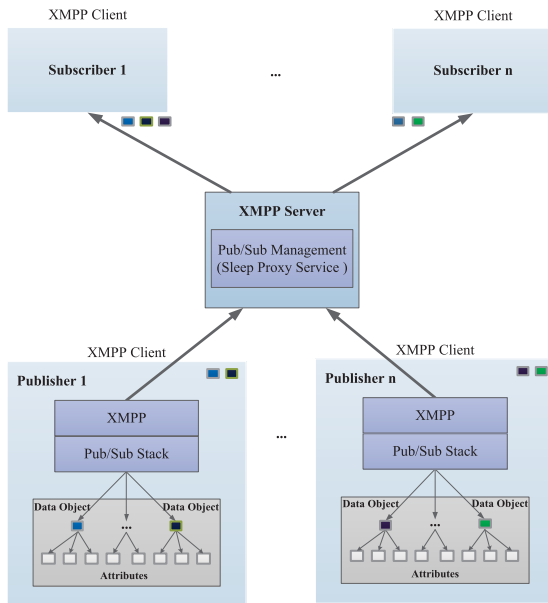 XMPP Client
XMPP Client
Subscriber 1
...
Subscriber n
XMPP Server
Pub/Sub Management
(Sleep Proxy Service )
XMPP Client
XMPP Client
Publisher 1
Publisher n
XMPP
XMPP
Pub/Sub Stack
...
Pub/Sub Stack
Data Object
Data Object
Data Object
Data Object
...
...
Attributes
Attributes